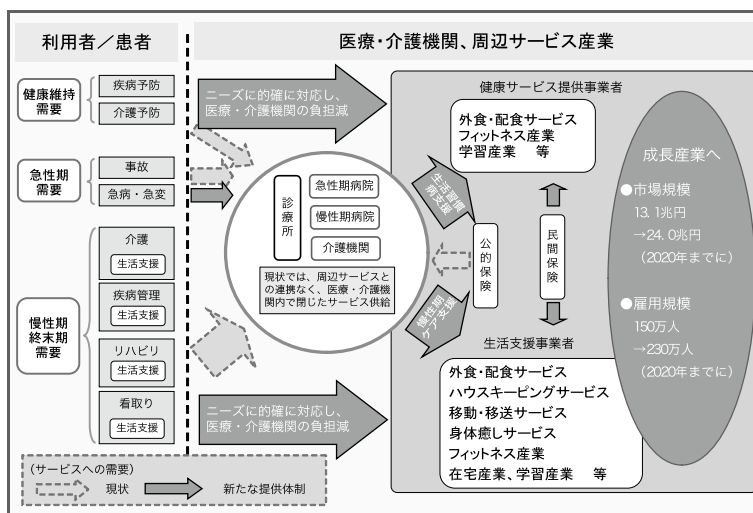 利用者／患者
医療・介護機関、周辺サービス産業
健康維持
需要
疾病予防
介護予防
急性期
需要
事故
急病・急変
慢性期
終末期
需要
介護
生活支援
疾病管理
生活支援
リハビリ
生活支援
看取り
生活支援
ニーズに的確に対応し、
医療・介護機関の負担減
診療所
急性期病院
慢性期病院
介護機関
現状では、周辺サービスと
の連携なく、医療・介護機
関内で閉じたサービス供給
ニーズに的確に対応し、
医療・介護機関の負担減
生活習慣
病支援
慢性期
ケア支援
公的保険
民間保険
健康サービス提供事業者
外食・配食サービス
フィットネス産業
学習産業　等
生活支援事業者
外食・配食サービス
ハウスキーピングサービス
移動・移送サービス
身体癒しサービス
フィットネス産業
在宅産業、学習産業　等
成長産業へ
●市場規模
13.1兆円
→24.0兆円
（2020年までに）
●雇用規模
150万人
→230万人
（2020年までに）
（サービスへの需要）
現状
新たな提供体制